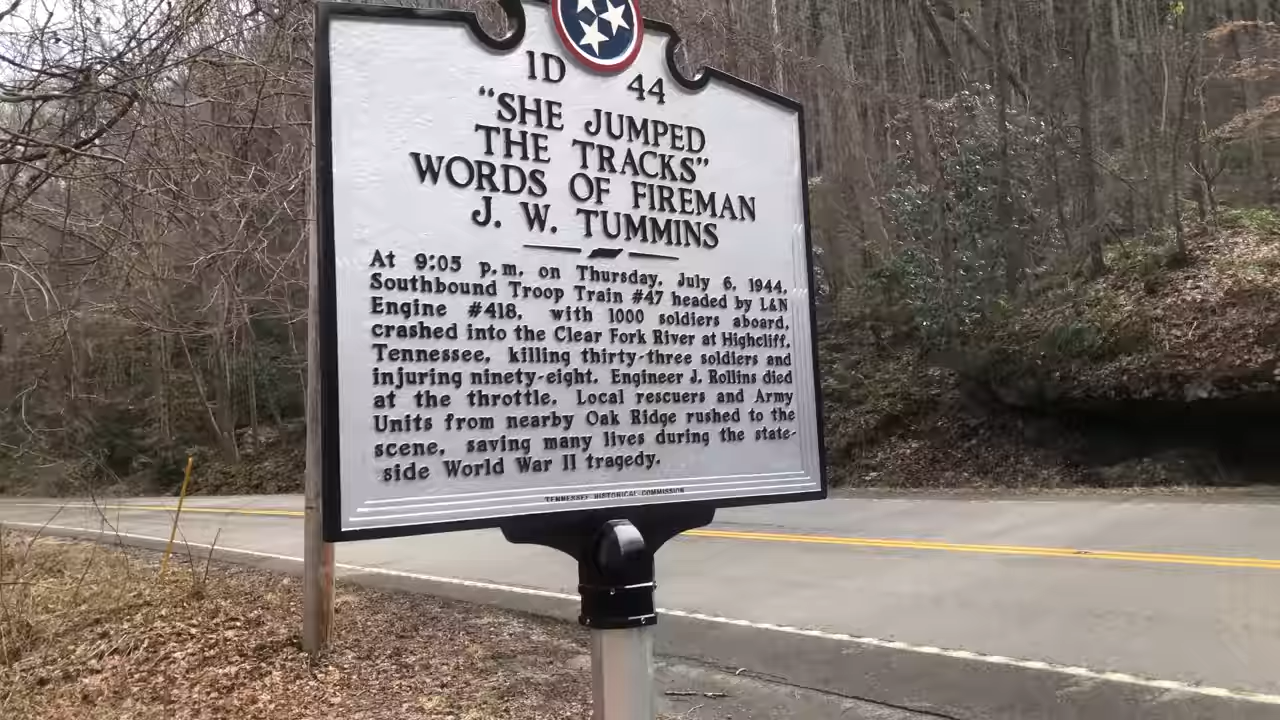 1D 44
"SHE JUMPED
THE TRACKS"
WORDS OF FIREMAN
J. W. TUMMINS
At 9:05 p.m. on Thursday, July 6, 1944,
Southbound Troop Train #47 headed by L&N
Engine #418, with 1000 soldiers aboard,
crashed into the Clear Fork River at Highcliff,
Tennessee, killing thirty-three soldiers and
injuring ninety-eight. Engineer J. Rollins died
at the throttle. Local rescuers and Army
Units from nearby Oak Ridge rushed to the
scene, saving many lives during the state-
side World War II tragedy.
TENNESSEE HISTORICAL COMMISSION